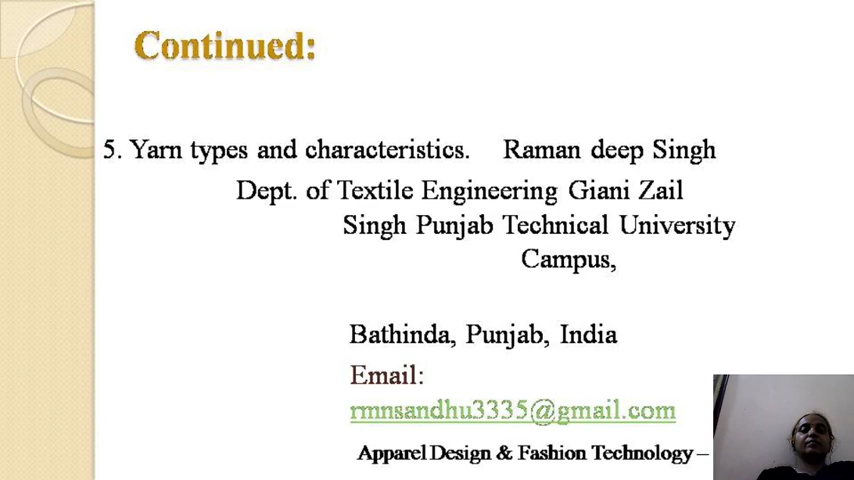 Continued:
5. Yarn types and characteristics. Raman deep Singh
Dept. of Textile Engineering Giani Zail
Singh Punjab Technical University
Campus,
Bathinda, Punjab, India
Email:
rmnsandhu3335@gmail.com
Apparel Design & Fashion Technology –